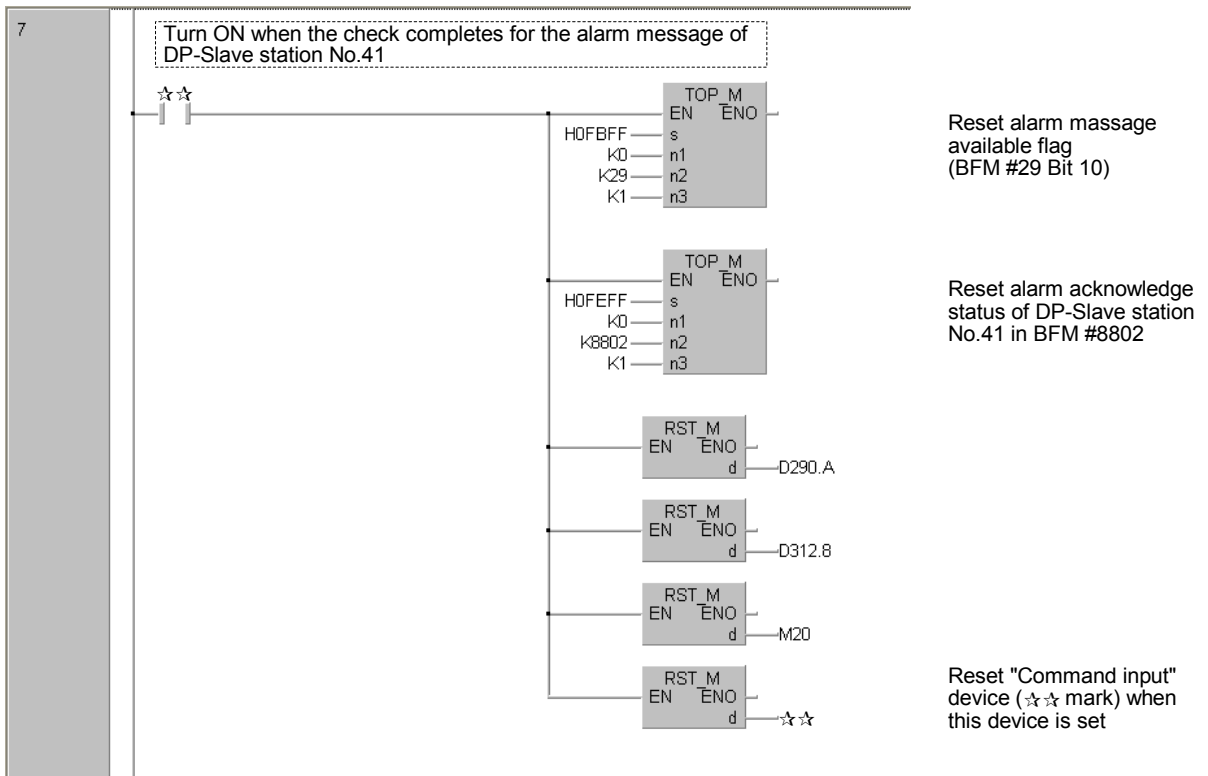 7
Turn ON when the check completes for the alarm message of
DP-Slave station No.41
☆☆
TOP_M
EN ENO
H0FBFF s
K0 n1
K29 n2
K1 n3
Reset alarm massage
available flag
(BFM #29 Bit 10)
TOP_M
EN ENO
H0FEFF s
K0 n1
K8802 n2
K1 n3
Reset alarm acknowledge
status of DP-Slave station
No.41 in BFM #8802
RST_M
EN ENO
d D290.A
RST_M
EN ENO
d D312.8
RST_M
EN ENO
d M20
RST_M
EN ENO
d ☆☆
Reset "Command input"
device (☆☆ mark) when
this device is set